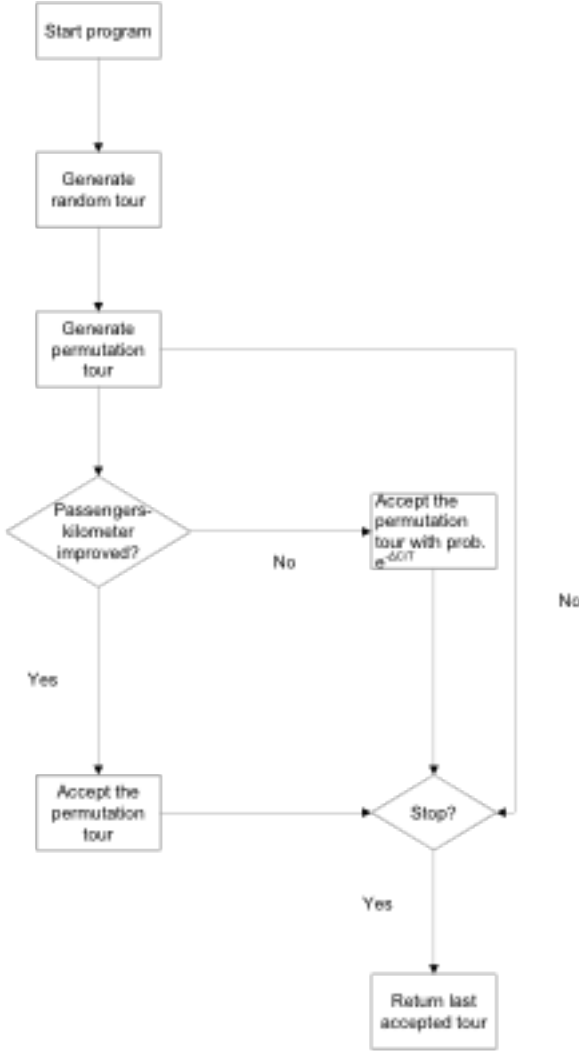 Start program
Generate
random tour
Generate
permutation
tour
Passengers-
kilometer
improved?
No
Accept the
permutation
tour with prob.
e^-ΔC/T
No
Yes
Accept the
permutation
tour
Stop?
Yes
Return last
accepted tour